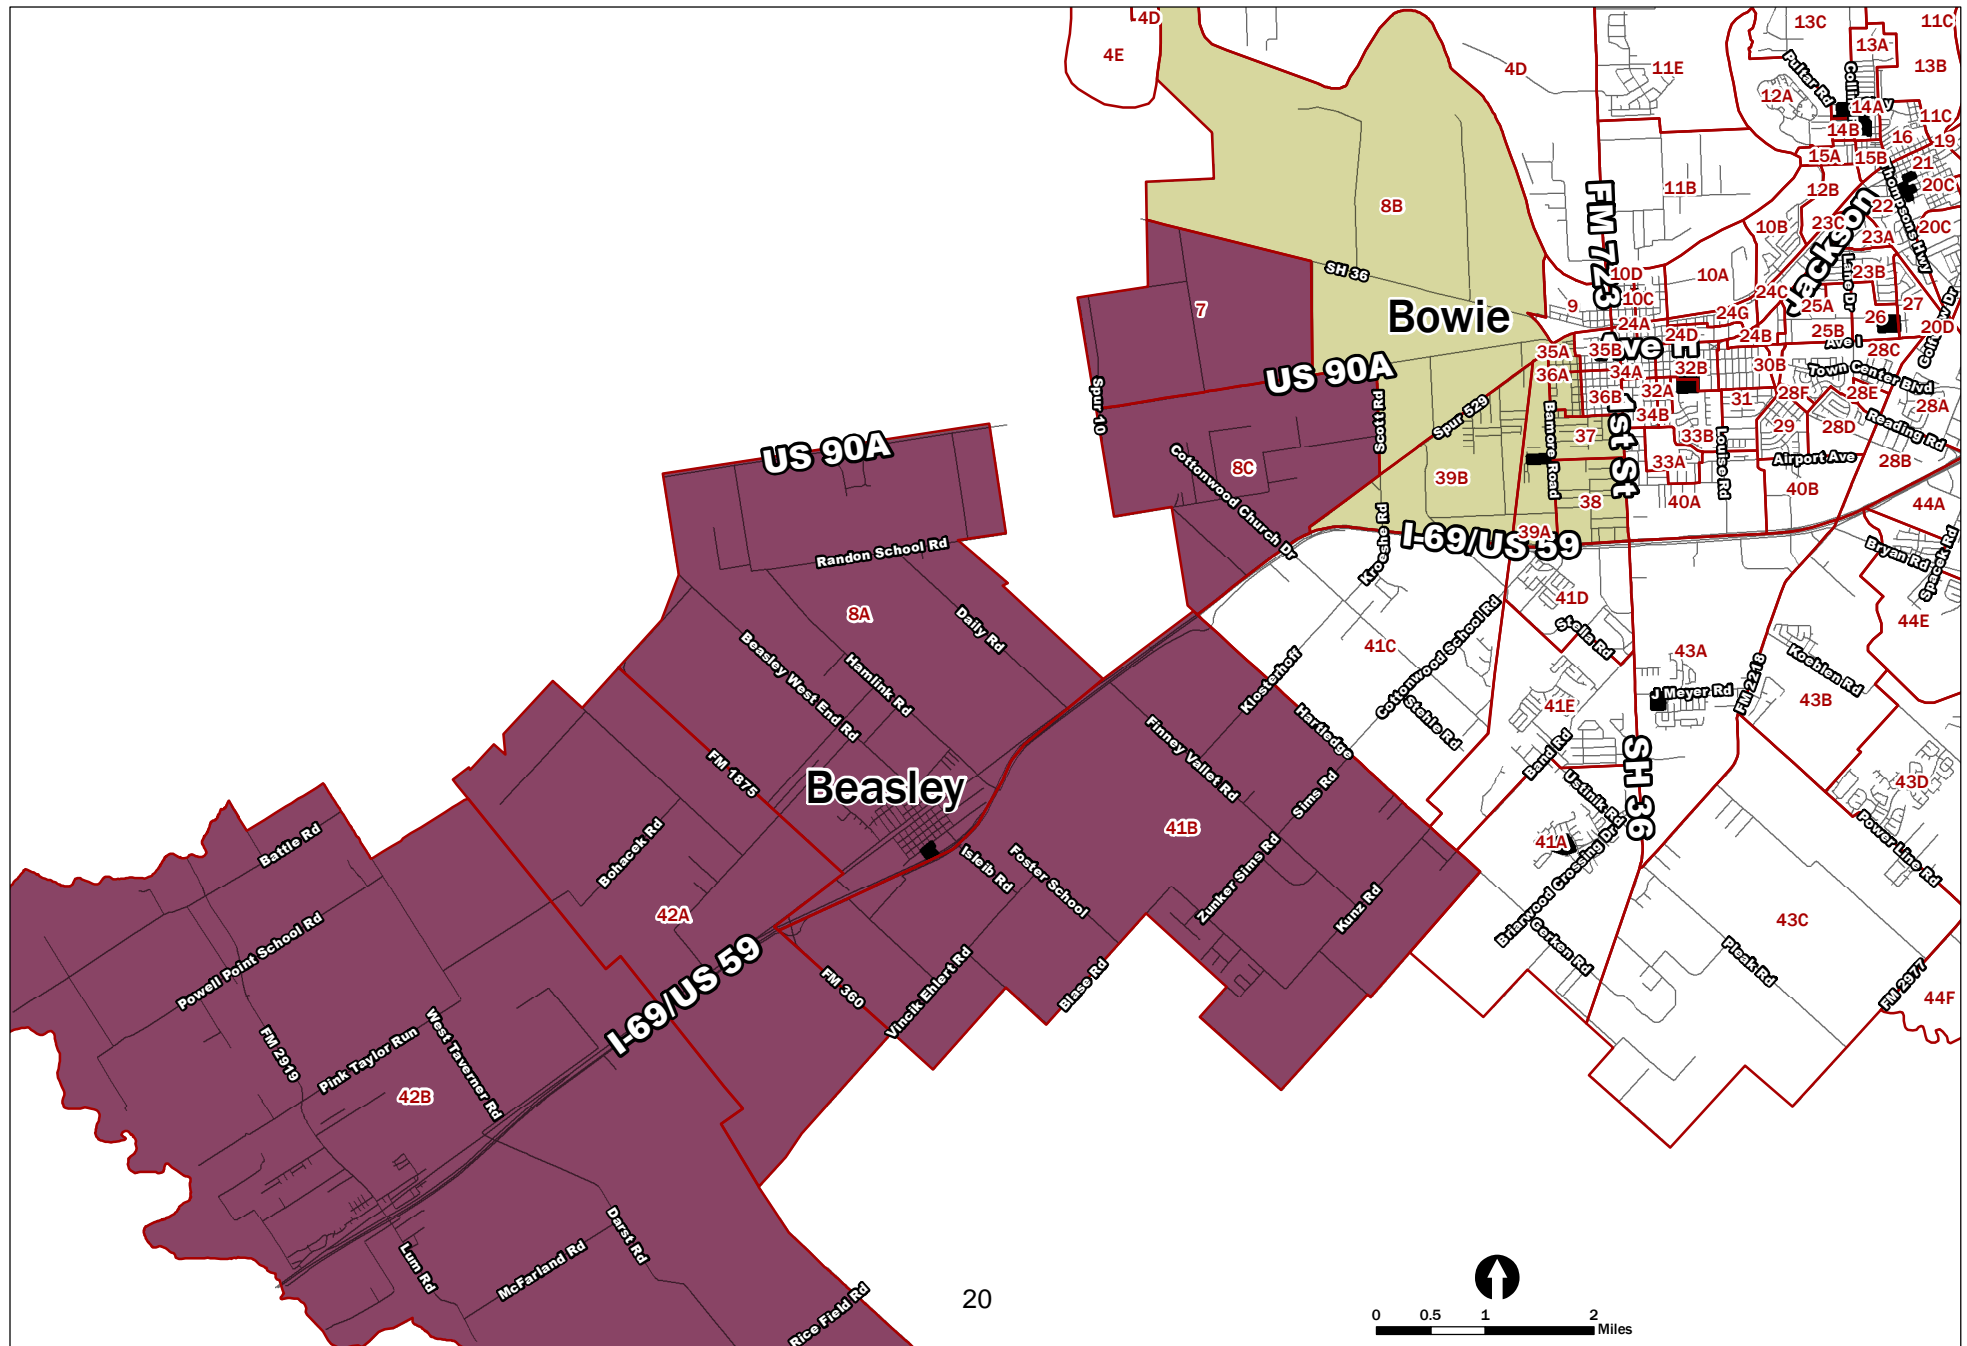 4D
4E
4D
11E
13C
11C
13A
13B
Pultar Rd
12A
14A
11C
14B
16
19
15A
15B
21
20C
12B
22
11B
8B
FM 723
10B
23C
20C
23A
Jackson
SH 36
10D
10A
Lane Dr
23B
7
24C
9
10C
25A
27
Bowie
24G
26
24A
20D
24D
24B
25B
Ave I
35A
35B
Ave H
28C
US 90A
36A
34A
32B
30B
Town Center Blvd
Spur 10
Scott Rd
36B
32A
31
28F
28E
28A
Spur 529
Bamore Road
1st St
34B
29
28D
Reading Rd
US 90A
37
33B
Louise Rd
8C
Cottonwood Church Dr
39B
33A
Airport Ave
28B
40B
38
40A
44A
Kroeshe Rd
I-69/US 59
39A
Randon School Rd
Bryan Rd
Spacek Rd
8A
Daily Rd
41D
Stella Rd
44E
Beasley West End Rd
Hamlink Rd
41C
Cottonwood School Rd
43A
Koeblen Rd
Klosterhoff
J Meyer Rd
FM 2218
43B
Stehle Rd
41E
Hartledge
Finney Vallet Rd
FM 1875
Band Rd
SH 36
Beasley
Sims Rd
43D
Ustinik Rd
41B
41A
Power Line Rd
Battle Rd
Bohacek Rd
Isleib Rd
Foster School
Zunker Sims Rd
Kunz Rd
Briarwood Crossing Dr
42A
43C
Gerken Rd
Powell Point School Rd
Pleak Rd
I-69/US 59
FM 360
Vincik Ehlert Rd
Blase Rd
FM 2977
44F
FM 2919
Pink Taylor Run
West Taverner Rd
42B
Lum Rd
McFarland Rd
Darst Rd
Rice Field Rd
20
0 0.5 1 2
Miles